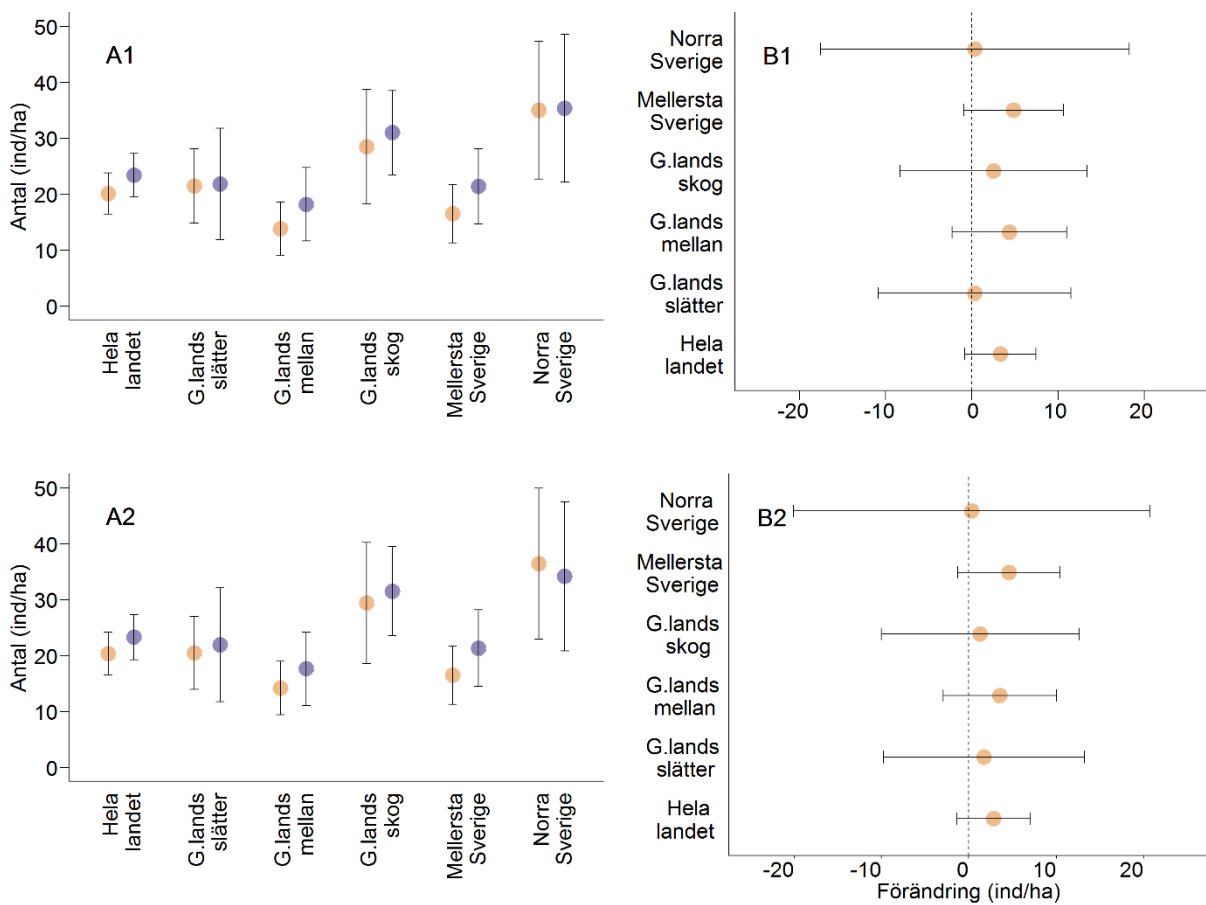 A1
Antal (ind/ha)
50
40
30
20
10
0
Hela
landet
G.lands
slätter
G.lands
mellan
G.lands
skog
Mellersta
Sverige
Norra
Sverige
B1
Norra
Sverige
Mellersta
Sverige
G.lands
skog
G.lands
mellan
G.lands
slätter
Hela
landet
-20 -10 0 10 20
A2
Antal (ind/ha)
50
40
30
20
10
0
Hela
landet
G.lands
slätter
G.lands
mellan
G.lands
skog
Mellersta
Sverige
Norra
Sverige
B2
Norra
Sverige
Mellersta
Sverige
G.lands
skog
G.lands
mellan
G.lands
slätter
Hela
landet
-20 -10 0 10 20
Förändring (ind/ha)